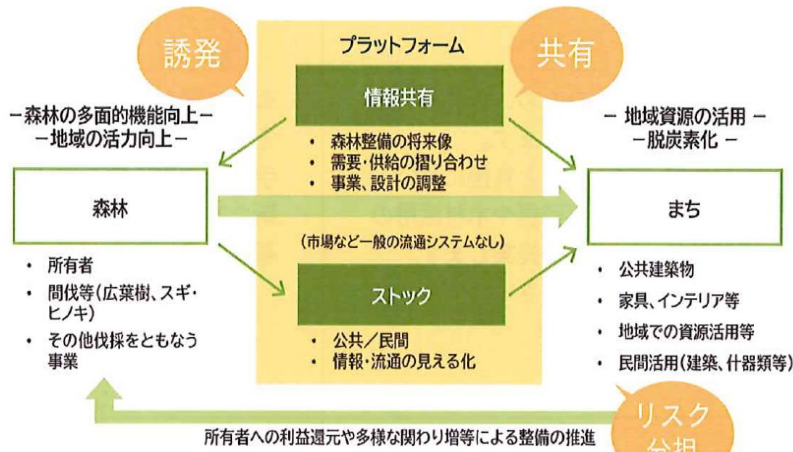 誘発
プラットフォーム
共有
情報共有
－森林の多面的機能向上－
－地域の活力向上－
－ 地域資源の活用 －
－脱炭素化 －
・ 森林整備の将来像
・ 需要・供給の摺り合わせ
・ 事業、設計の調整
森林
まち
(市場など一般の流通システムなし)
・ 所有者
・ 間伐等(広葉樹、スギ・
ヒノキ)
・ その他伐採をともなう
事業
ストック
・ 公共／民間
・ 情報・流通の見える化
・ 公共建築物
・ 家具、インテリア等
・ 地域での資源活用等
・ 民間活用(建築、什器類等)
リスク
分担
所有者への利益還元や多様な関わり増等による整備の推進